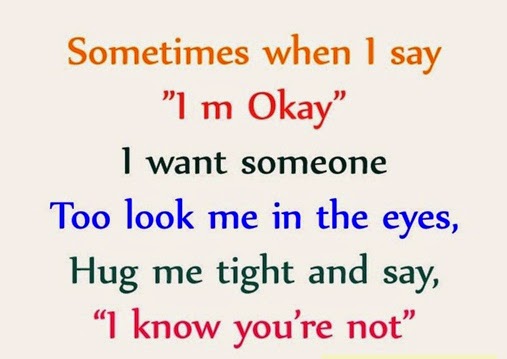 Sometimes when I say
”I m Okay”
I want someone
Too look me in the eyes,
Hug me tight and say,
“I know you’re not”